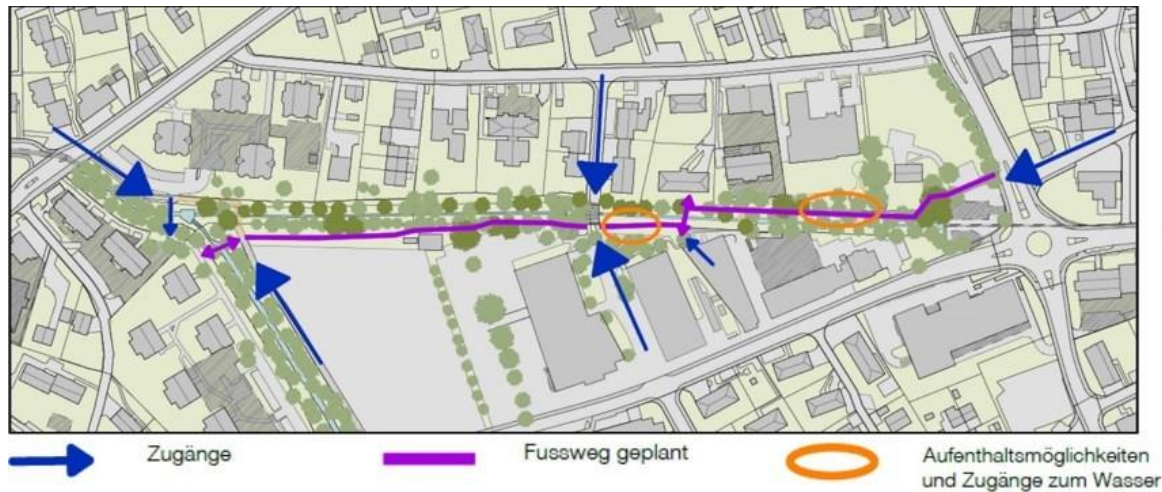 Zugänge
Fussweg geplant
Aufenthaltsmöglichkeiten
und Zugänge zum Wasser